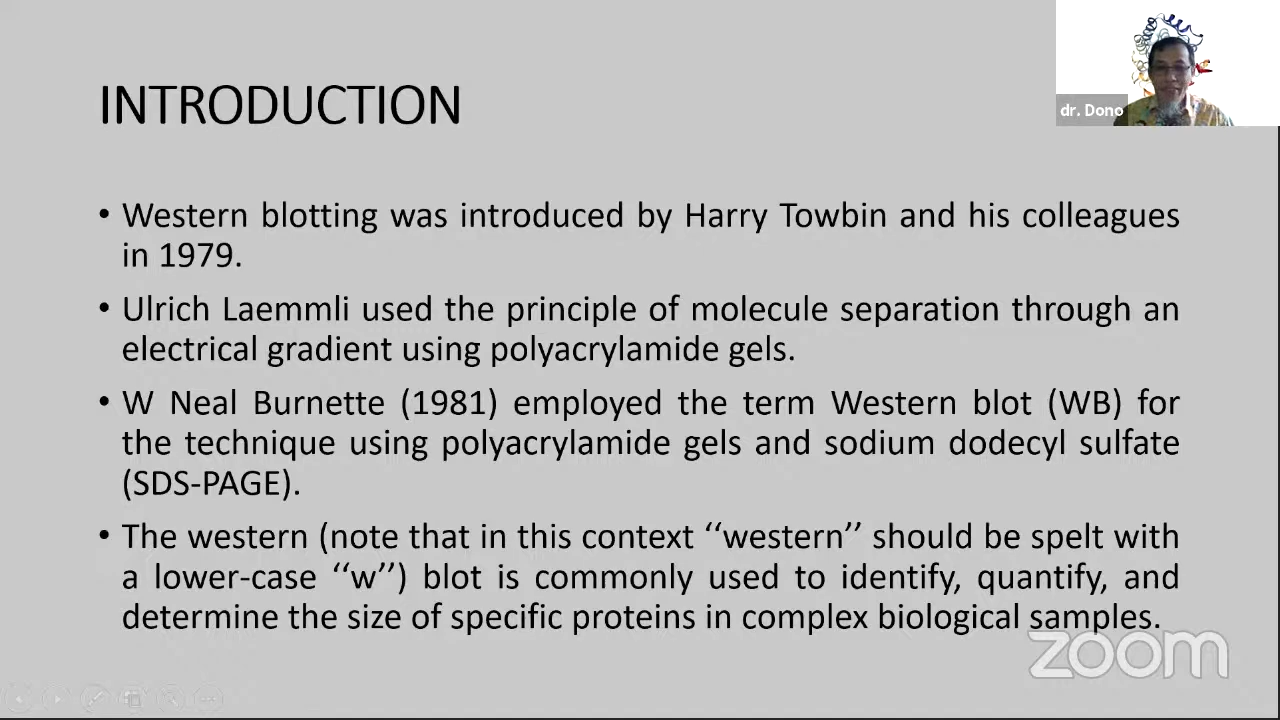 INTRODUCTION
dr. Dono
• Western blotting was introduced by Harry Towbin and his colleagues
in 1979.
• Ulrich Laemmli used the principle of molecule separation through an
electrical gradient using polyacrylamide gels.
• W Neal Burnette (1981) employed the term Western blot (WB) for
the technique using polyacrylamide gels and sodium dodecyl sulfate
(SDS-PAGE).
• The western (note that in this context ‘‘western’’ should be spelt with
a lower-case ‘‘w’’) blot is commonly used to identify, quantify, and
determine the size of specific proteins in complex biological samples.
zoom